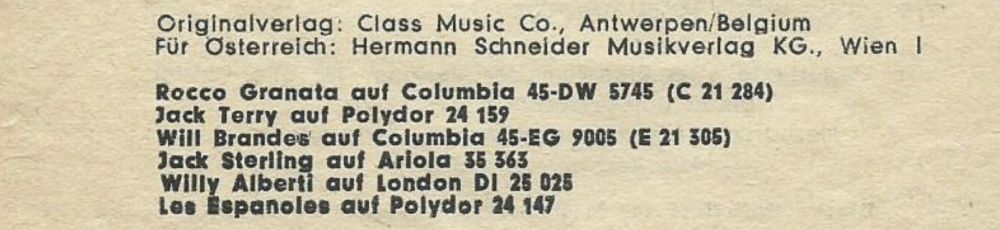 Originalverlag: Class Music Co., Antwerpen/Belgium
Für Österreich: Hermann Schneider Musikverlag KG., Wien I
Rocco Granata auf Columbia 45-DW 5745 (C 21 284)
Jack Terry auf Polydor 24 159
Will Brandes auf Columbia 45-EG 9005 (E 21 305)
Jack Sterling auf Ariola 35 363
Willy Alberti auf London Dl 25 025
Los Espanoles auf Polydor 24 147